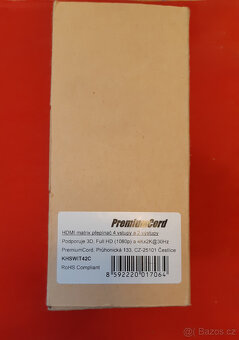 PremiumCord
HDMI matrix přepínač 4 vstupy a 2 výstupy
Podporuje 3D, Full HD (1080p) a 4Kx2K@30Hz
PremiumCord, Průhonická 133, CZ-25101 Čestlice
KHSWIT42C
RoHS Compliant
8 592220 017064
Sbazos.cz